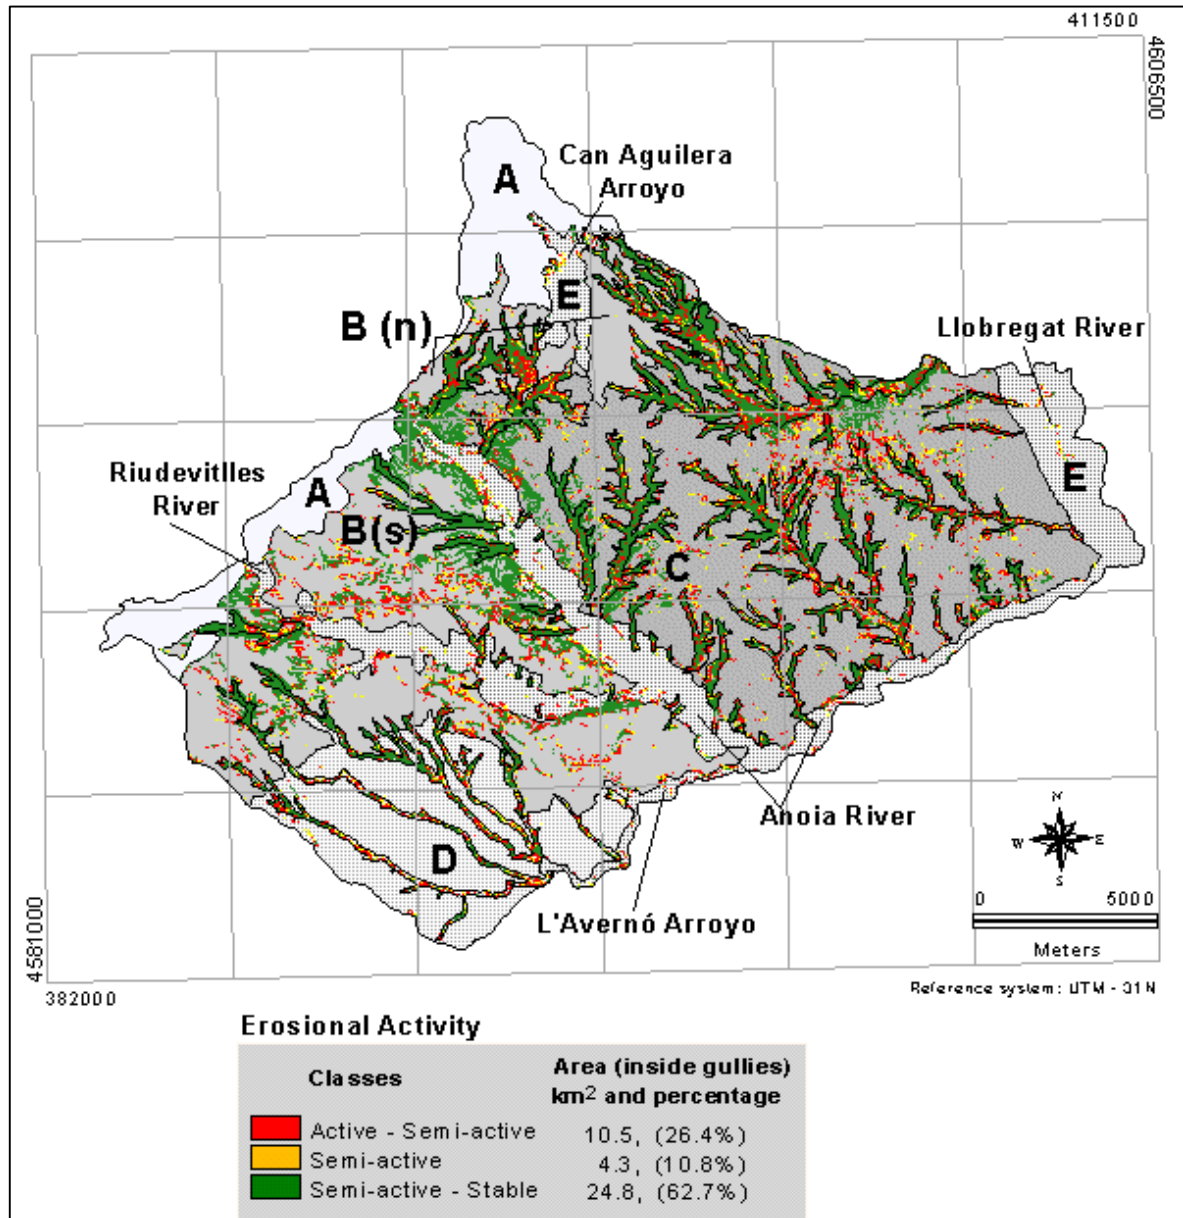 411500
4606500
Can Aguilera
Arroyo
A
E
B (n)
Llobregat River
Riudevitlles
River
A
E
B(s)
C
Anoia River
D
L'Avernó Arroyo
N
W E
S
0 5000
Meters
4581000
382000
Reference system: UTM - 31N
Erosional Activity
Classes
Area (inside gullies)
km2 and percentage
Active - Semi-active 10.5, (26.4%)
Semi-active 4.3, (10.8%)
Semi-active - Stable 24.8, (62.7%)